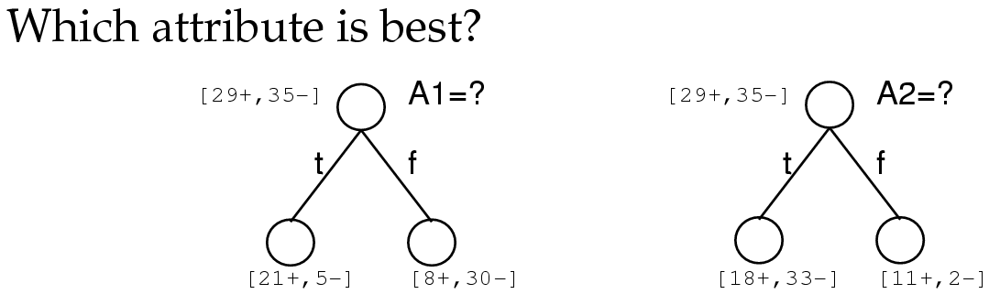 Which attribute is best?
[29+,35−] A1=? [29+,35−] A2=?
t f t f
[21+,5−] [8+,30−] [18+,33−] [11+,2−]